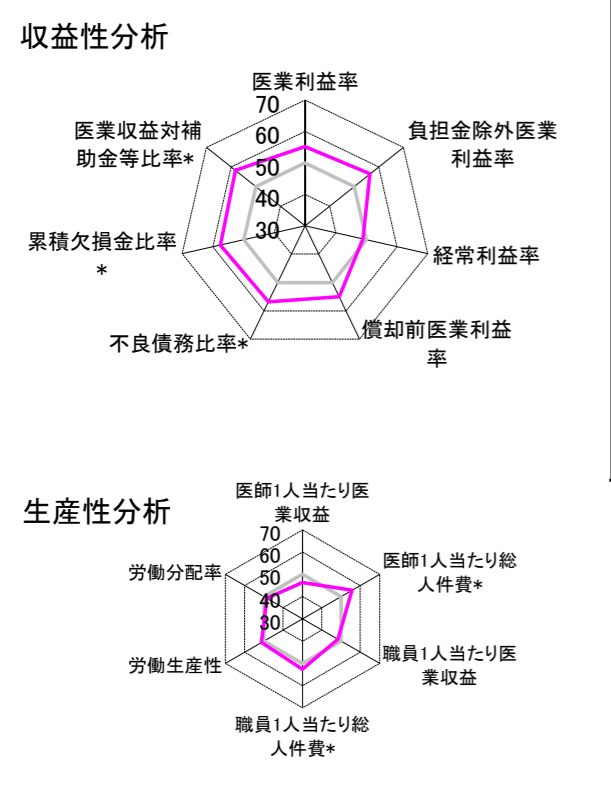 収益性分析
医業利益率
70
60
50
40
30
負担金除外医業
利益率
経常利益率
償却前医業利益
率
不良債務比率*
累積欠損金比率
*
医業収益対補
助金等比率*
生産性分析
医師1人当たり医
業収益
70
60
50
40
30
医師1人当たり総
人件費*
職員1人当たり医
業収益
職員1人当たり総
人件費*
労働生産性
労働分配率